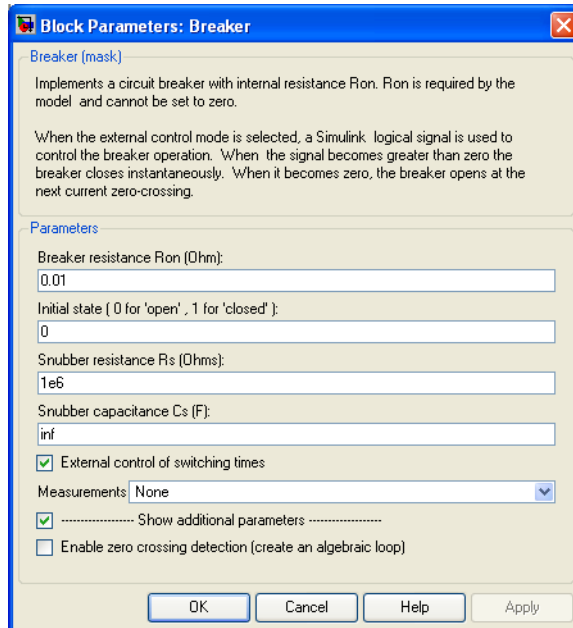 Block Parameters: Breaker
Breaker (mask)
Implements a circuit breaker with internal resistance Ron. Ron is required by the
model and cannot be set to zero.
When the external control mode is selected, a Simulink logical signal is used to
control the breaker operation. When the signal becomes greater than zero the
breaker closes instantaneously. When it becomes zero, the breaker opens at the
next current zero-crossing.
Parameters
Breaker resistance Ron (Ohm):
0.01
Initial state ( 0 for 'open' , 1 for 'closed' ):
0
Snubber resistance Rs (Ohms):
1e6
Snubber capacitance Cs (F):
inf
External control of switching times
Measurements None
------------------ Show additional parameters ------------------
Enable zero crossing detection (create an algebraic loop)
OK Cancel Help Apply